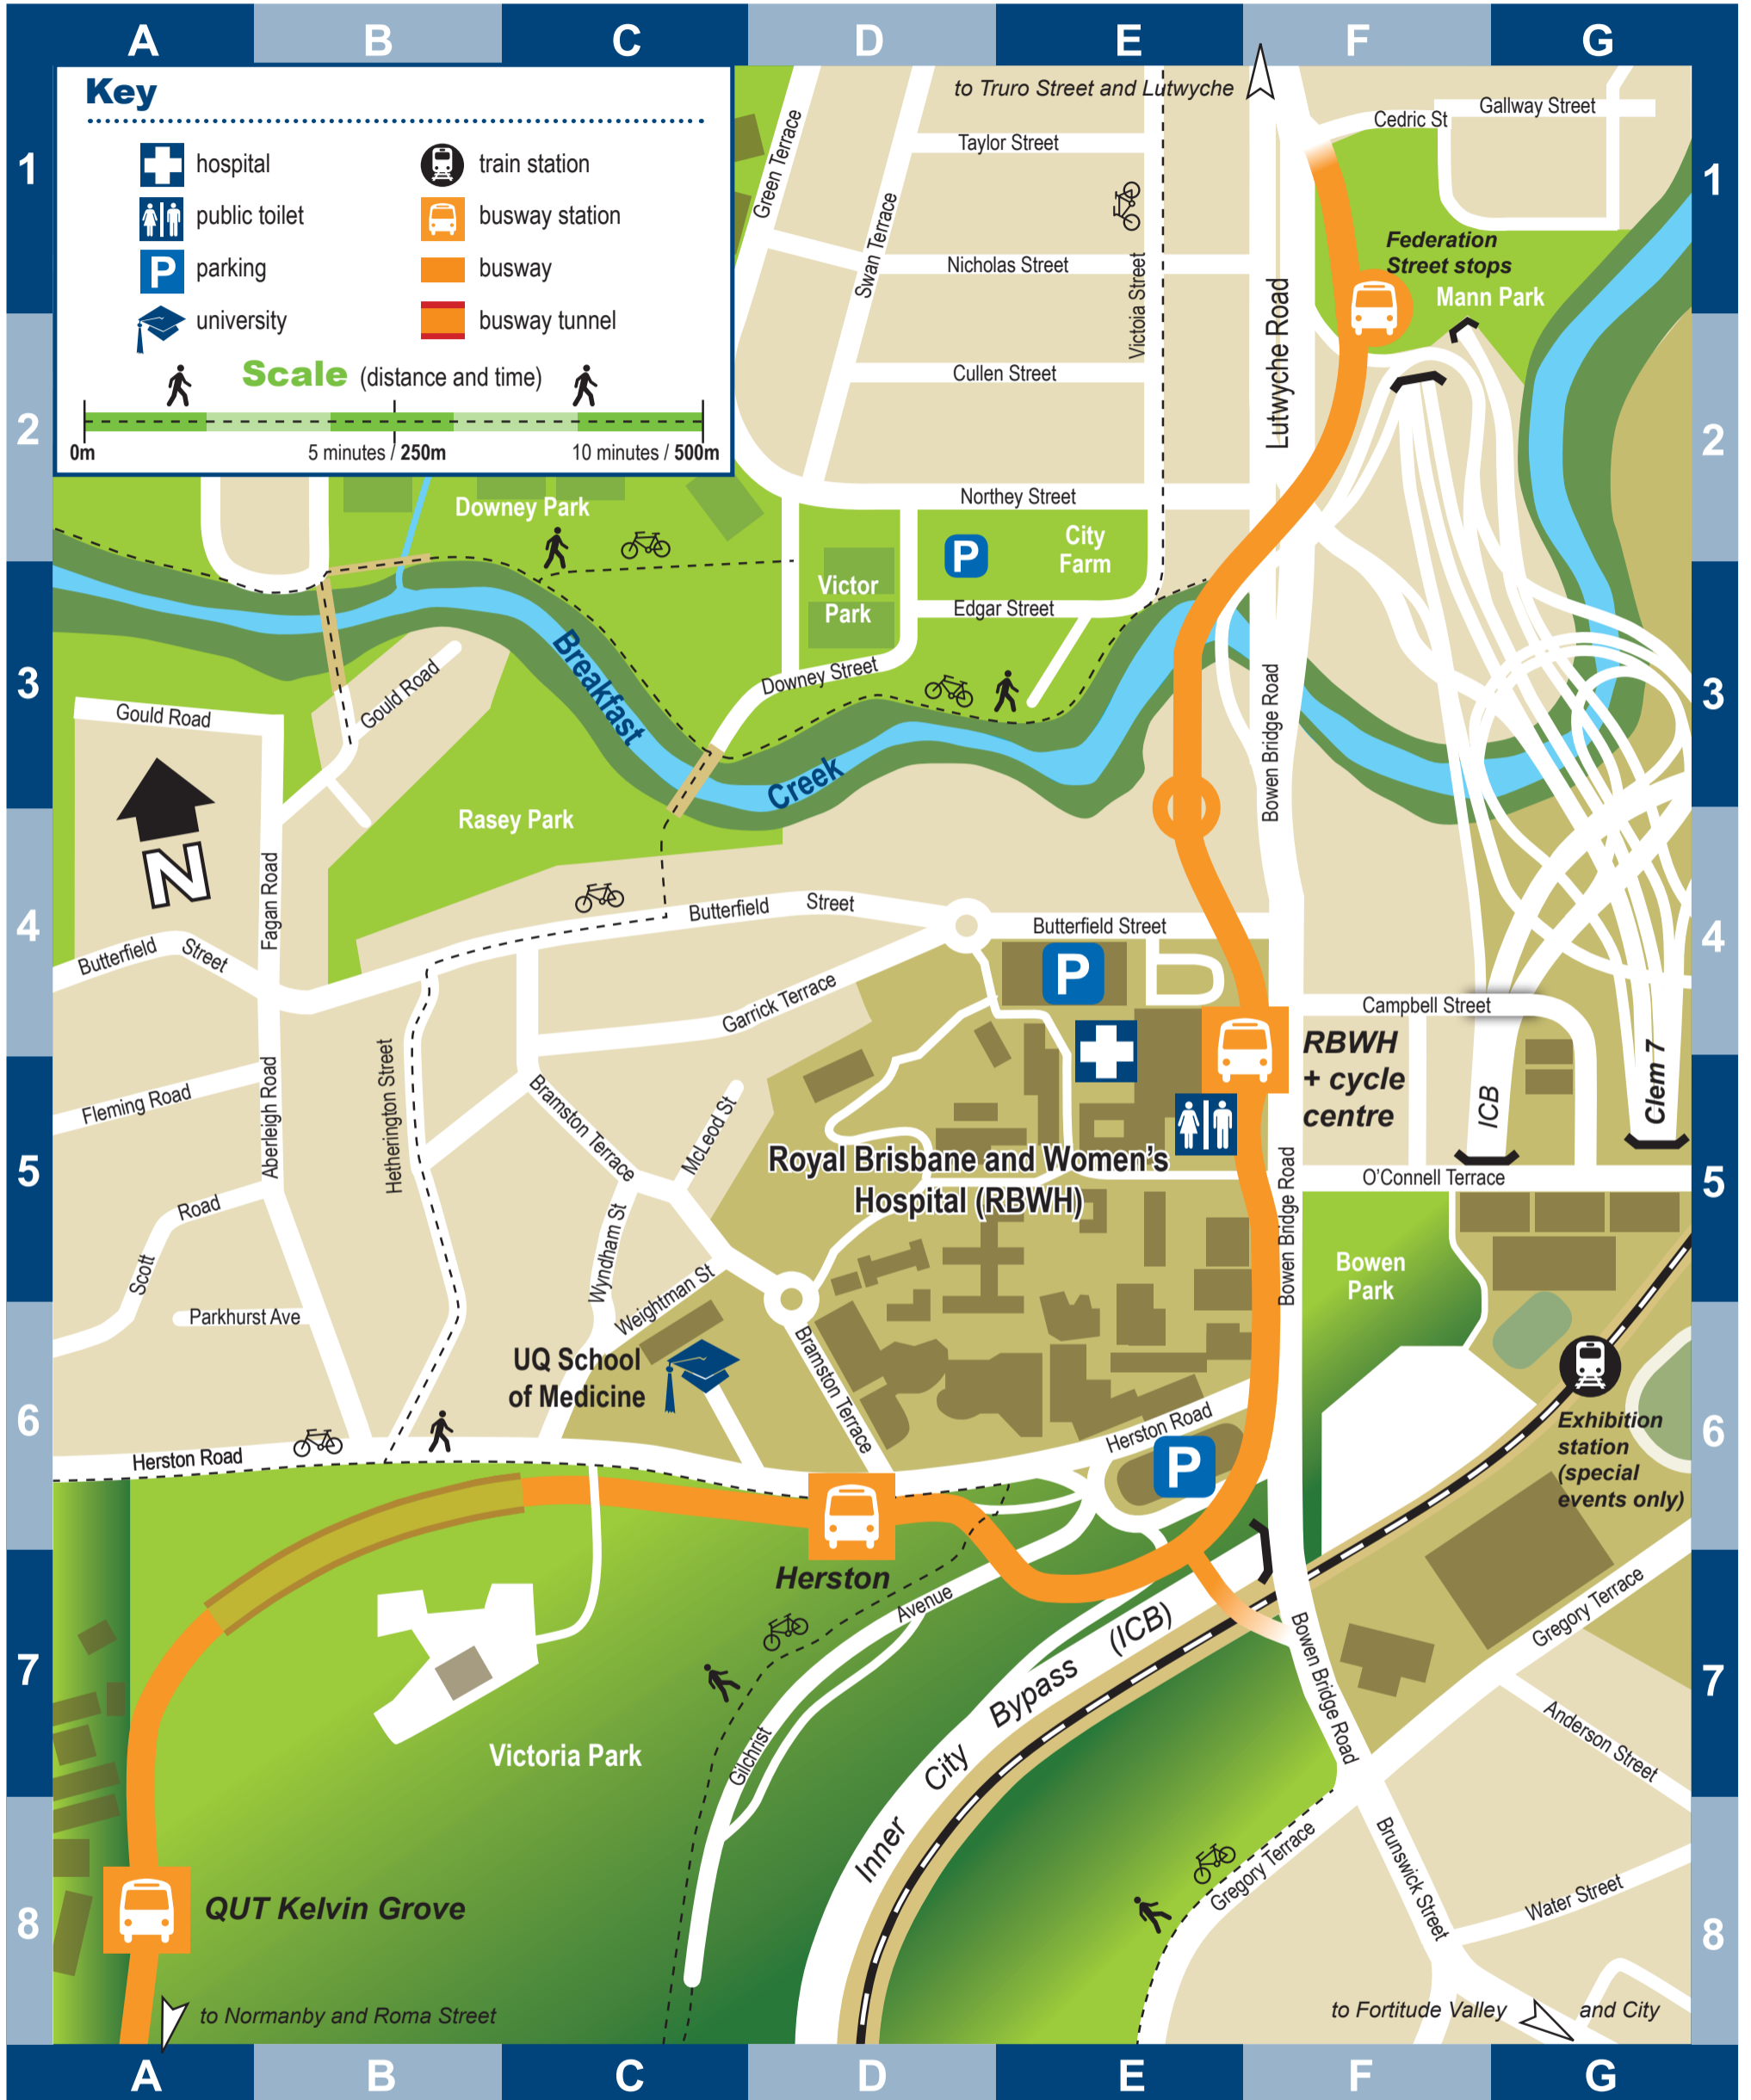 A B C D E F G
Key
hospital
public toilet
parking
university
train station
busway station
busway
busway tunnel
Scale (distance and time)
0m
5 minutes / 250m
10 minutes / 500m
to Truro Street and Lutwyche
Cedric St
Gallway Street
Green Terrace
Taylor Street
1
1
Swan Terrace
Nicholas Street
Victoia Street
Lutwyche Road
Federation
Street stops
Mann Park
Cullen Street
2
2
Northey Street
Downey Park
P
City
Farm
Victor
Park
Edgar Street
Downey Street
3
3
Breakfast
Creek
Gould Road
Gould Road
Bowen Bridge Road
N
Rasey Park
Fagan Road
4
4
Butterfield
Street
Butterfield
Street
Butterfield Street
P
Garrick Terrace
Campbell Street
RBWH
+ cycle
centre
ICB
Clem 7
Fleming Road
Aberleigh Road
Hetherington Street
Bramston Terrace
McLeod St
Royal Brisbane and Women's
Hospital (RBWH)
5
5
O'Connell Terrace
Bowen Bridge Road
Scott
Road
Wyndham St
Weightman St
Bowen
Park
Parkhurst Ave
UQ School
of Medicine
Bramston Terrace
6
6
Herston Road
Herston Road
P
Exhibition
station
(special
events only)
Herston
Avenue
Gilchrist
Inner
City
Bypass
(ICB)
7
7
Victoria Park
Bowen Bridge Road
Gregory Terrace
Anderson Street
Gregory Terrace
Brunswick Street
Water Street
8
8
QUT Kelvin Grove
to Normanby and Roma Street
to Fortitude Valley
and City
A B C D E F G